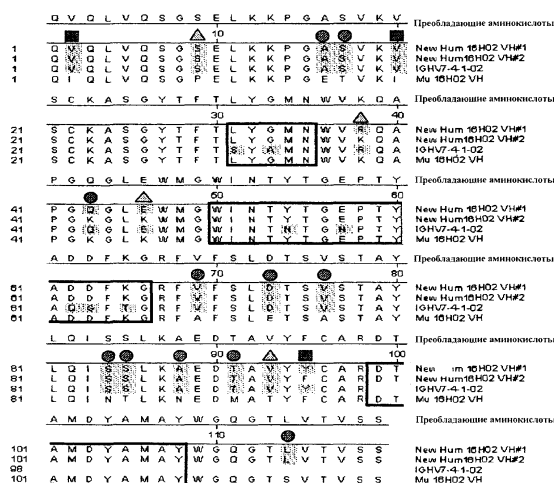 Q V Q L V Q S G S E L K K P G A S V K V Преобладающие аминокислоты
10
1 Q V Q L V Q S G S E L K K P G A S V K V New Hum 16H02 VH#1
1 Q V Q L V Q S G S E L K K P G A S V K V New Hum 16H02 VH#2
1 Q V Q L V Q S G S E L K K P G A S V K V IGHV7-4-1-02
1 Q I Q L V Q S G P E L K K P G E T V K I Mu 16H02 VH
S C K A S G Y T F T L Y G M N W V K Q A Преобладающие аминокислоты
30 40
21 S C K A S G Y T F T L Y G M N W V R Q A New Hum 16H02 VH#1
21 S C K A S G Y T F T L Y G M N W V K Q A New Hum 16H02 VH#2
21 S C K A S G Y T F T S Y A M N W V R Q A IGHV7-4-1-02
21 S C K A S G Y T F T L Y G M N W V K Q A Mu 16H02 VH
P G Q G L E W M G W I N T Y T G E P T Y Преобладающие аминокислоты
50 60
41 P G Q G L E W M G W I N T Y T G E P T Y New Hum 16H02 VH#1
41 P G K G L K W M G W I N T Y T G E P T Y New Hum16H02 VH#2
41 P G Q G L E W M G W I N T N T G N P T Y IGHV7-4-1-02
41 P G K G L K W M G W I N T Y T G E P T Y Mu 16H02 VH
A D D F K G R F V F S L D T S V S T A Y Преобладающие аминокислоты
70 80
61 A D D F K G R F V F S L D T S V S T A Y New Hum 16H02 VH#1
61 A D D F K G R F V F S L D T S V S T A Y New Hum16H02 VH#2
61 A Q G F T G R F V F S L D T S V S T A Y IGHV7-4-1-02
61 A D D F K G R F A F S L E T S A S T A Y Mu 16H02 VH
L Q I S S L K A E D T A V Y F C A R D T Преобладающие аминокислоты
90 100
81 L Q I S S L K A E D T A V Y Y C A R D T 16H02 VH#1
81 L Q I S S L K A E D T A V Y F C A R D T New Hum16H02 VH#2
81 L Q I S S L K A E D T A V Y Y C A R IGHV7-4-1-02
81 L Q I N T L K N E D M A T Y F C A R D T Mu 16H02 VH
A M D Y A M A Y W G Q G T L V T V S S Преобладающие аминокислоты
110
101 A M D Y A M A Y W G Q G T L V T V S S New Hum 16H02 VH#1
101 A M D Y A M A Y W G Q G T L V T V S S New Hum16H02 VH#2
98 IGHV7-4-1-02
101 A M D Y A M A Y W G Q G T S V T V S S Mu 16H02 VH